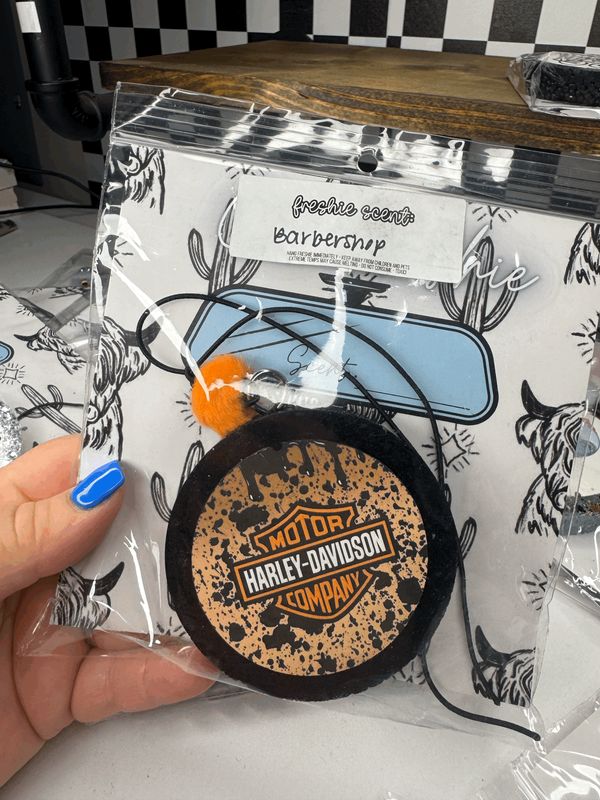 freshie scent:
Barbershop
HANG FRESHIE IMMEDIATELY - KEEP AWAY FROM CHILDREN AND PETS
EXTREME TEMPS MAY CAUSE MELTING - DO NOT CONSUME - TOXIC!
Scent
MOTOR
HARLEY-DAVIDSON
COMPANY